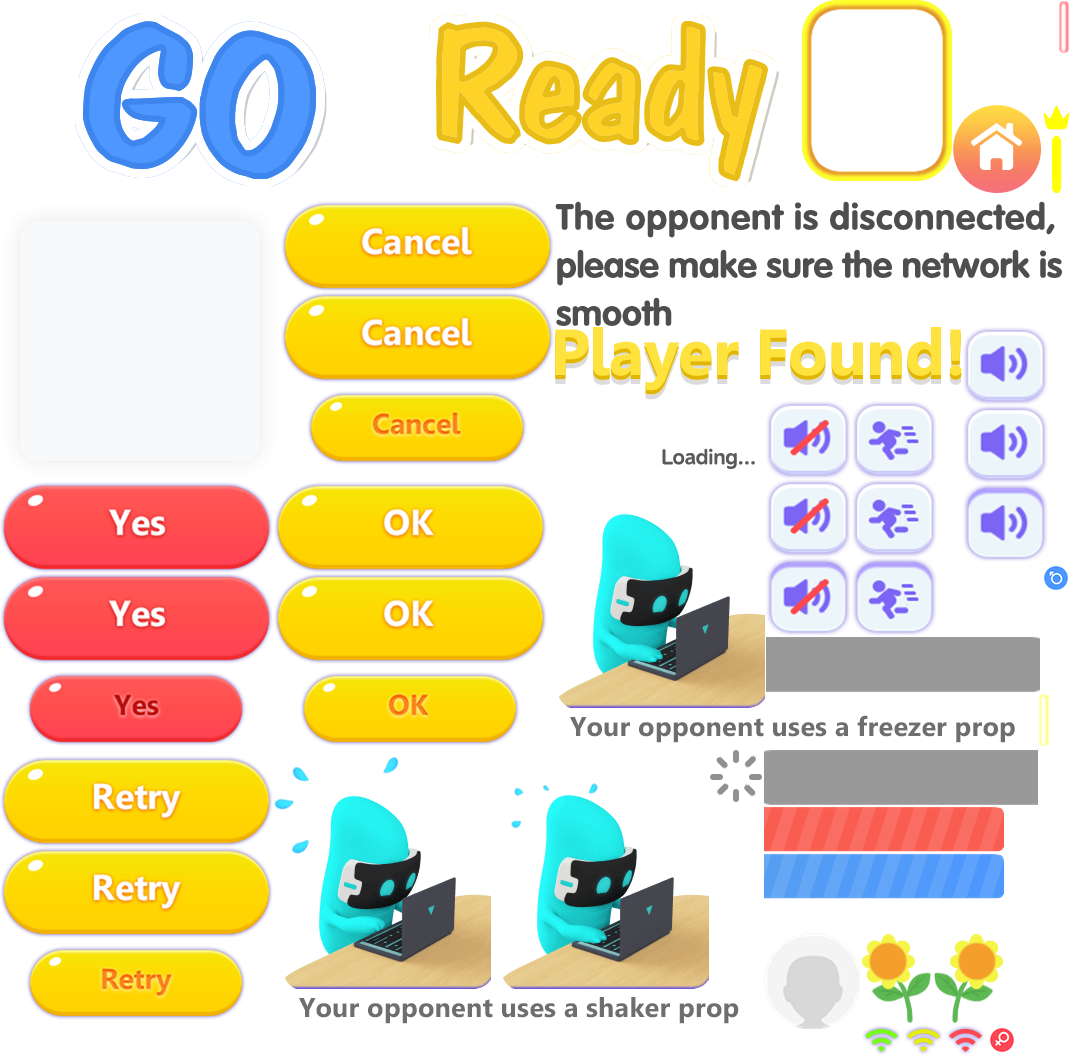 GO
Ready
Cancel
Cancel
Cancel
The opponent is disconnected,
please make sure the network is
smooth
Player Found!
Loading...
Yes
OK
Yes
OK
Yes
OK
Your opponent uses a freezer prop
Retry
Retry
Retry
Your opponent uses a shaker prop